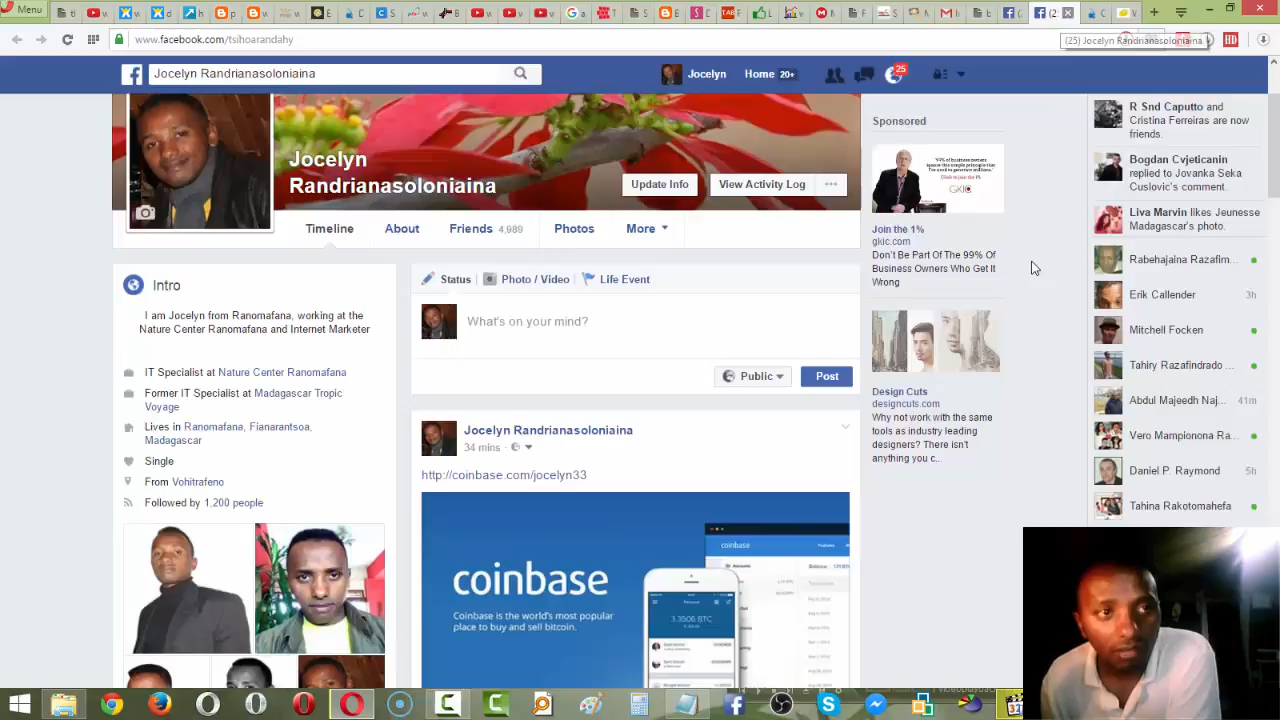 Menu
www.facebook.com/tsihoarandahy
(25) Jocelyn Randrianasoloniaina
HD
Jocelyn Randrianasoloniaina
Jocelyn
Home 20+
25
Jocelyn
Randrianasoloniaina
Update Info
View Activity Log
Timeline
About
Friends 4,989
Photos
More
Intro
I am Jocelyn from Ranomafana, working at the
Nature Center Ranomafana and Internet Marketer
IT Specialist at Nature Center Ranomafana
Former IT Specialist at Madagascar Tropic
Voyage
Lives in Ranomafana, Fianarantsoa,
Madagascar
Single
From Vohitrafeno
Followed by 1,200 people
Status
Photo / Video
Life Event
What's on your mind?
Public
Post
Jocelyn Randrianasoloniaina
34 mins
http://coinbase.com/jocelyn33
coinbase
Coinbase is the world's most popular
place to buy and sell bitcoin.
coinbase
3.3506 BTC
Sponsored
GKIC
Join the 1%
gkic.com
Don't Be Part Of The 99% Of
Business Owners Who Get It
Wrong
Design Cuts
designcuts.com
Why not work with the same
tools as industry leading
designers? There isn't
anything you c...
R Snd Caputto and
Cristina Ferreiras are now
friends.
Bogdan Cvjeticanin
replied to Jovanka Seka
Cuslovic's comment.
Liva Marvin likes Jeunesse
Madagascar's photo.
Rabehajaina Razafim...
Erik Callender 3h
Mitchell Focken
Tahiry Razafindrado ...
Abdul Majeedh Naj... 41m
Vero Mampionona Ra...
Daniel P. Raymond 5h
Tahina Rakotomahefa